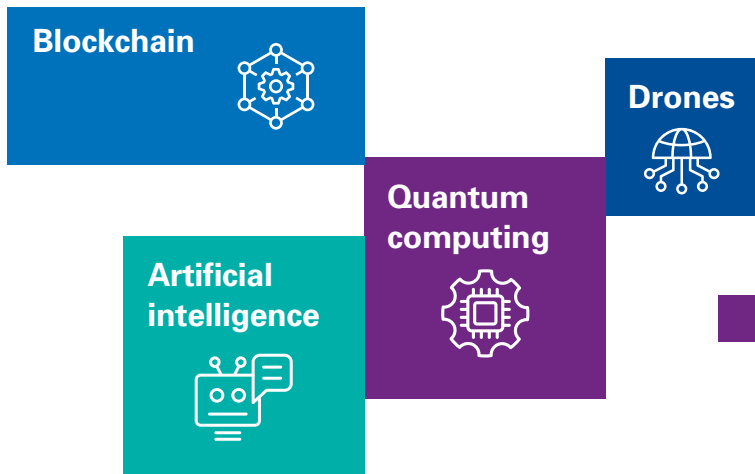 Blockchain
Drones
Quantum
computing
Artificial
intelligence